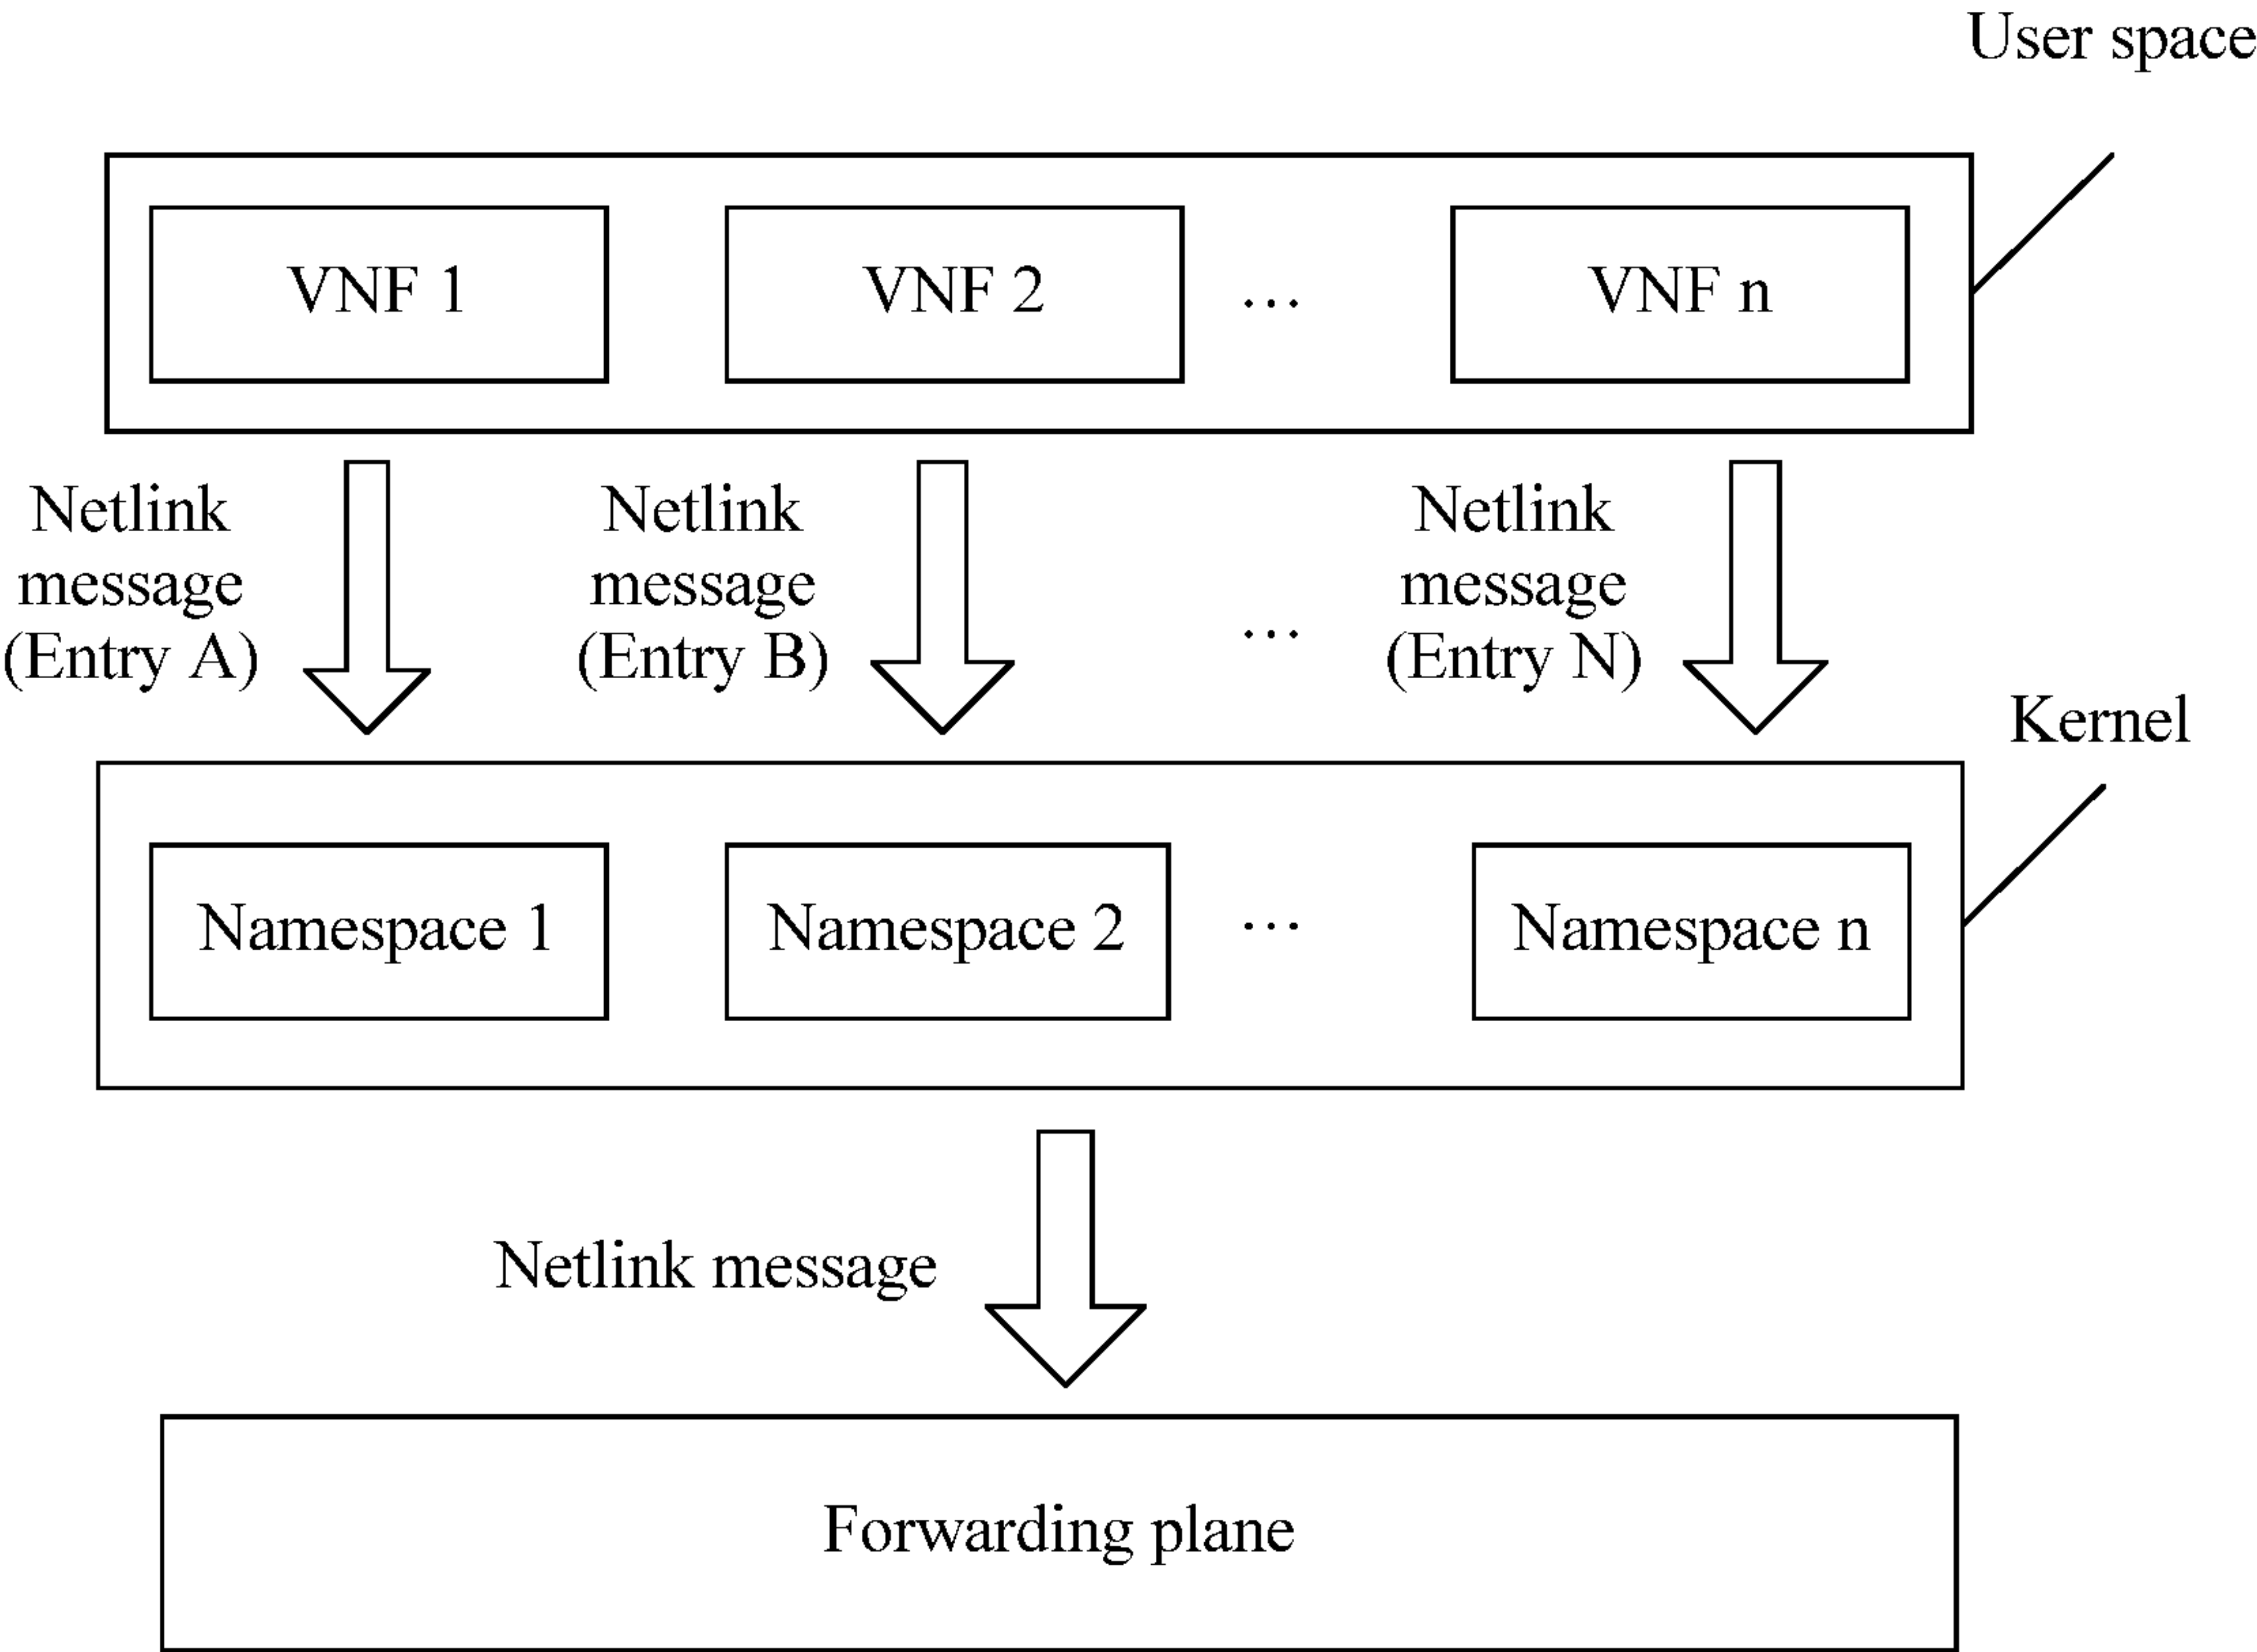 User space
VNF 1
VNF 2
...
VNF n
Netlink
message
(Entry A)
Netlink
message
(Entry B)
...
Netlink
message
(Entry N)
Kernel
Namespace 1
Namespace 2
...
Namespace n
Netlink message
Forwarding plane